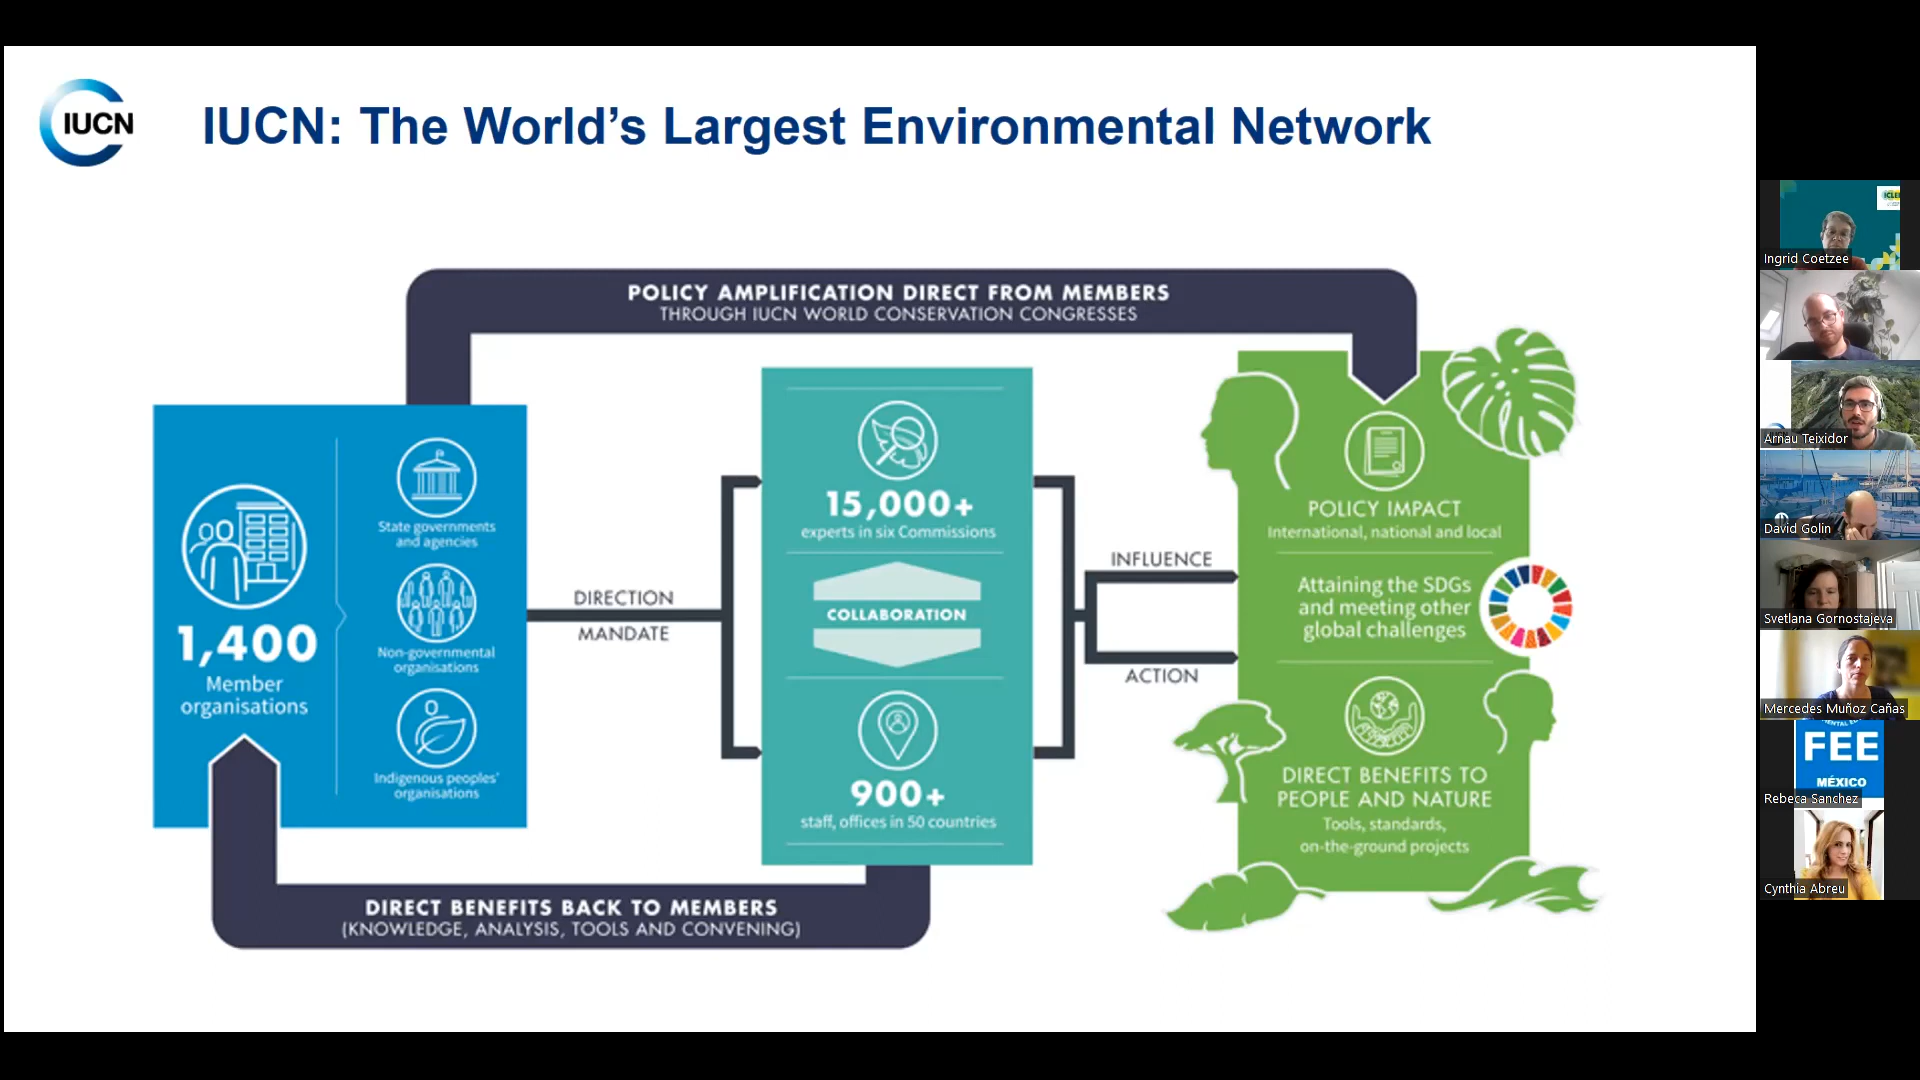 IUCN
IUCN: The World's Largest Environmental Network
POLICY AMPLIFICATION DIRECT FROM MEMBERS
THROUGH IUCN WORLD CONSERVATION CONGRESSES
1,400
Member
organisations
State governments
and agencies
Non-governmental
organisations
Indigenous peoples'
organisations
DIRECTION
MANDATE
15,000+
experts in six Commissions
COLLABORATION
900+
staff, offices in 50 countries
INFLUENCE
ACTION
POLICY IMPACT
International, national and local
Attaining the SDGs
and meeting other
global challenges
DIRECT BENEFITS TO
PEOPLE AND NATURE
Tools, standards,
on-the-ground projects
DIRECT BENEFITS BACK TO MEMBERS
(KNOWLEDGE, ANALYSIS, TOOLS AND CONVENING)
Ingrid Coetzee
Arnau Teixidor
David Golin
Svetlana Gornostajeva
Mercedes Muñoz Cañas
FEE
MÉXICO
Rebeca Sanchez
Cynthia Abreu